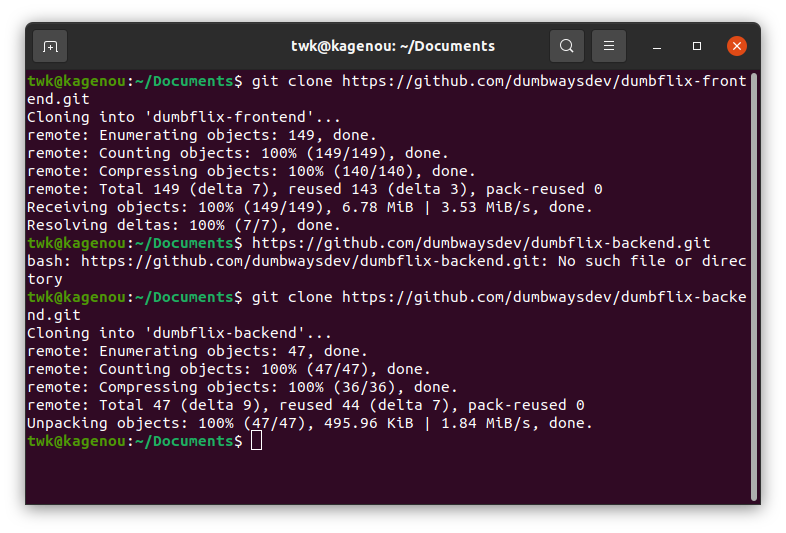 twk@kagenou: ~/Documents
twk@kagenou:~/Documents$ git clone https://github.com/dumbwaysdev/dumbflix-front
end.git
Cloning into 'dumbflix-frontend'...
remote: Enumerating objects: 149, done.
remote: Counting objects: 100% (149/149), done.
remote: Compressing objects: 100% (140/140), done.
remote: Total 149 (delta 7), reused 143 (delta 3), pack-reused 0
Receiving objects: 100% (149/149), 6.78 MiB | 3.53 MiB/s, done.
Resolving deltas: 100% (7/7), done.
twk@kagenou:~/Documents$ https://github.com/dumbwaysdev/dumbflix-backend.git
bash: https://github.com/dumbwaysdev/dumbflix-backend.git: No such file or direc
tory
twk@kagenou:~/Documents$ git clone https://github.com/dumbwaysdev/dumbflix-backe
nd.git
Cloning into 'dumbflix-backend'...
remote: Enumerating objects: 47, done.
remote: Counting objects: 100% (47/47), done.
remote: Compressing objects: 100% (36/36), done.
remote: Total 47 (delta 9), reused 44 (delta 7), pack-reused 0
Unpacking objects: 100% (47/47), 495.96 KiB | 1.84 MiB/s, done.
twk@kagenou:~/Documents$